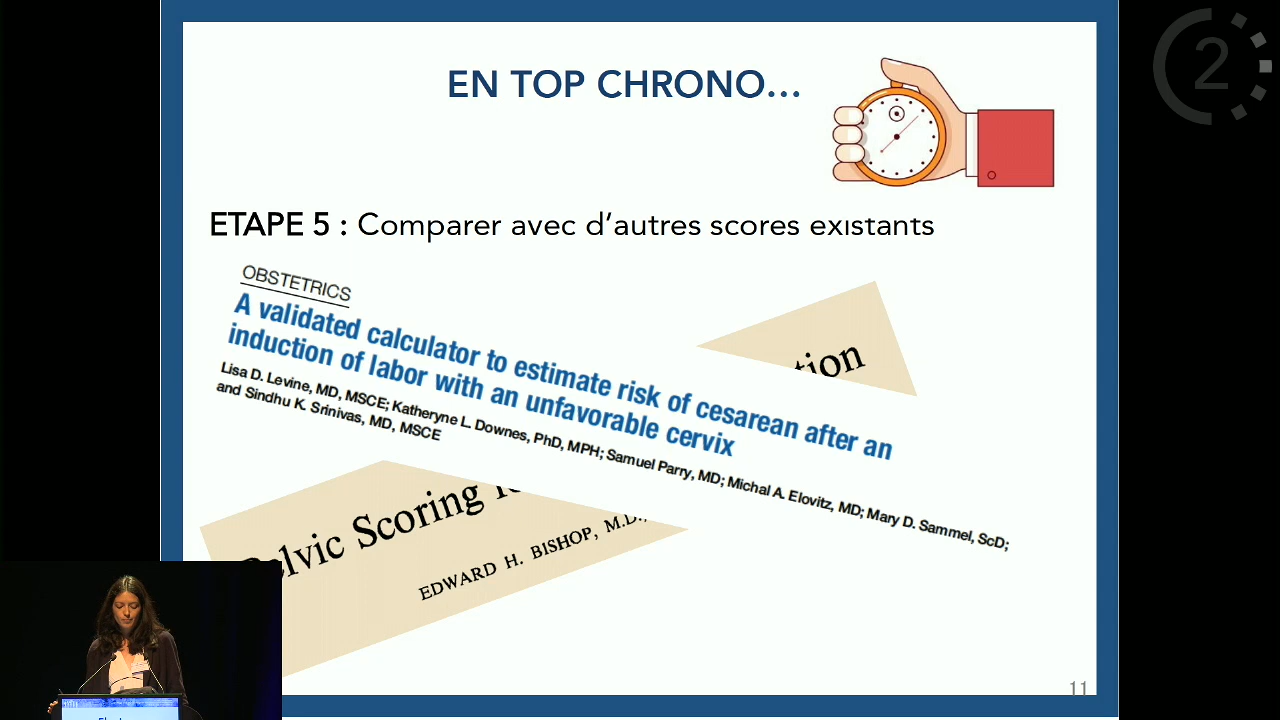 EN TOP CHRONO...
2
ETAPE 5 : Comparer avec d'autres scores existants
OBSTETRICS
A validated calculator to estimate risk of cesarean after an
induction of labor with an unfavorable cervix
Lisa D. Levine, MD, MSCE; Katheryne L. Downes, PhD, MPH; Samuel Parry, MD; Michal A. Elovitz, MD; Mary D. Sammel, ScD;
and Sindhu K. Srinivas, MD, MSCE
Pelvic Scoring
EDWARD H. BISHOP, M.D.,
11